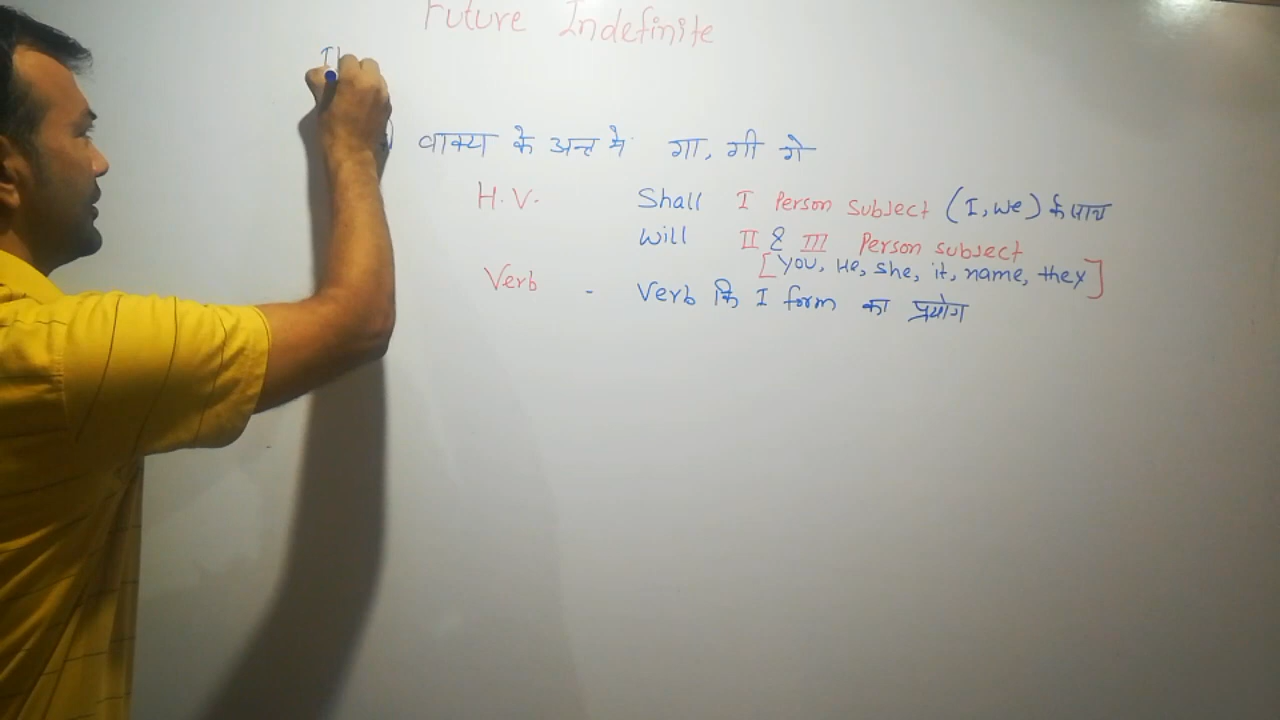 Future Indefinite
वाक्या के अन्त मे गा, गी गे
H.V. Shall I Person Subject (I, we) के साथ
Will II & III Person subject
[you, He, she, it, name, they]
Verb - Verb कि I form का प्रयोग